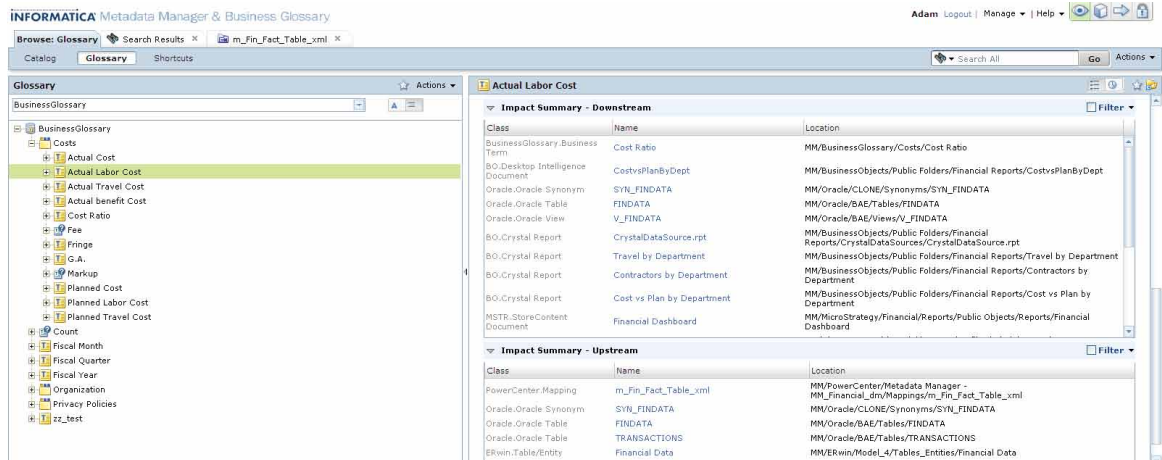 INFORMATICA Metadata Manager & Business Glossary
Adam Logout | Manage | Help
Browse: Glossary Search Results × m_Fin_Fact_Table_xml ×
Catalog Glossary Shortcuts
Search All Go Actions
Glossary
Actions
BusinessGlossary
A
BusinessGlossary
Costs
Actual Cost
Actual Labor Cost
Actual Travel Cost
Actual benefit Cost
Cost Ratio
Fee
Fringe
G.A.
Markup
Planned Cost
Planned Labor Cost
Planned Travel Cost
Count
Fiscal Month
Fiscal Quarter
Fiscal Year
Organization
Privacy Policies
zz_test
Actual Labor Cost
Impact Summary - Downstream
Filter
Class Name Location
BusinessGlossary.Business Term Cost Ratio MM/BusinessGlossary/Costs/Cost Ratio
BO.Desktop Intelligence Document CostvsPlanByDept MM/BusinessObjects/Public Folders/Financial Reports/CostvsPlanByDept
Oracle.Oracle Synonym SYN_FINDATA MM/Oracle/CLONE/Synonyms/SYN_FINDATA
Oracle.Oracle Table FINDATA MM/Oracle/BAE/Tables/FINDATA
Oracle.Oracle View V_FINDATA MM/Oracle/BAE/Views/V_FINDATA
BO.Crystal Report CrystalDataSource.rpt MM/BusinessObjects/Public Folders/Financial Reports/CrystalDataSources/CrystalDataSource.rpt
BO.Crystal Report Travel by Department MM/BusinessObjects/Public Folders/Financial Reports/Travel by Department
BO.Crystal Report Contractors by Department MM/BusinessObjects/Public Folders/Financial Reports/Contractors by Department
BO.Crystal Report Cost vs Plan by Department MM/BusinessObjects/Public Folders/Financial Reports/Cost vs Plan by Department
MSTR.StoreContent Document Financial Dashboard MM/MicroStrategy/Financial/Reports/Public Objects/Reports/Financial Dashboard
Impact Summary - Upstream
Filter
Class Name Location
PowerCenter.Mapping m_Fin_Fact_Table_xml MM/PowerCenter/Metadata Manager - MM_Financial_dm/Mappings/m_Fin_Fact_Table_xml
Oracle.Oracle Synonym SYN_FINDATA MM/Oracle/CLONE/Synonyms/SYN_FINDATA
Oracle.Oracle Table FINDATA MM/Oracle/BAE/Tables/FINDATA
Oracle.Oracle Table TRANSACTIONS MM/Oracle/BAE/Tables/TRANSACTIONS
ERwin.Table/Entity Financial Data MM/ERwin/Model_4/Tables_Entities/Financial Data